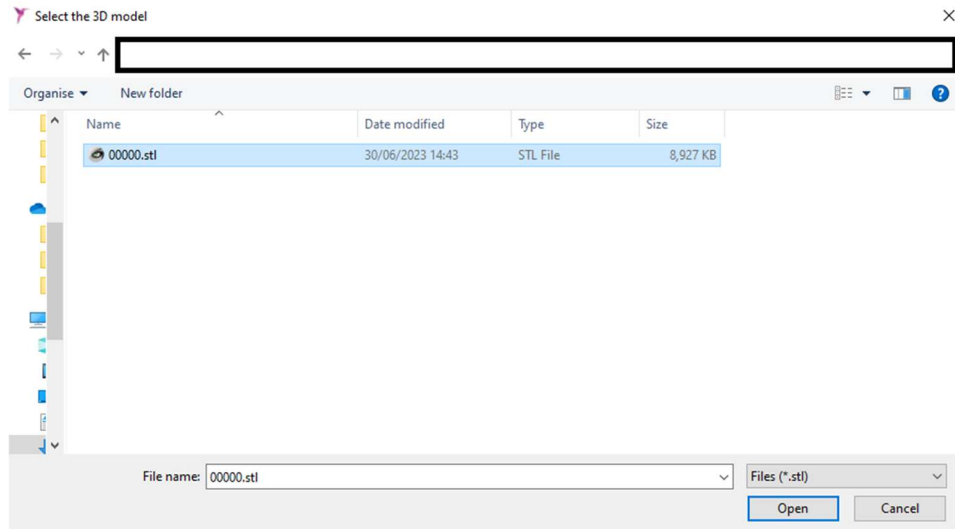 Select the 3D model
Organise New folder
Name Date modified Type Size
00000.stl 30/06/2023 14:43 STL File 8,927 KB
File name: 00000.stl Files (*.stl)
Open Cancel